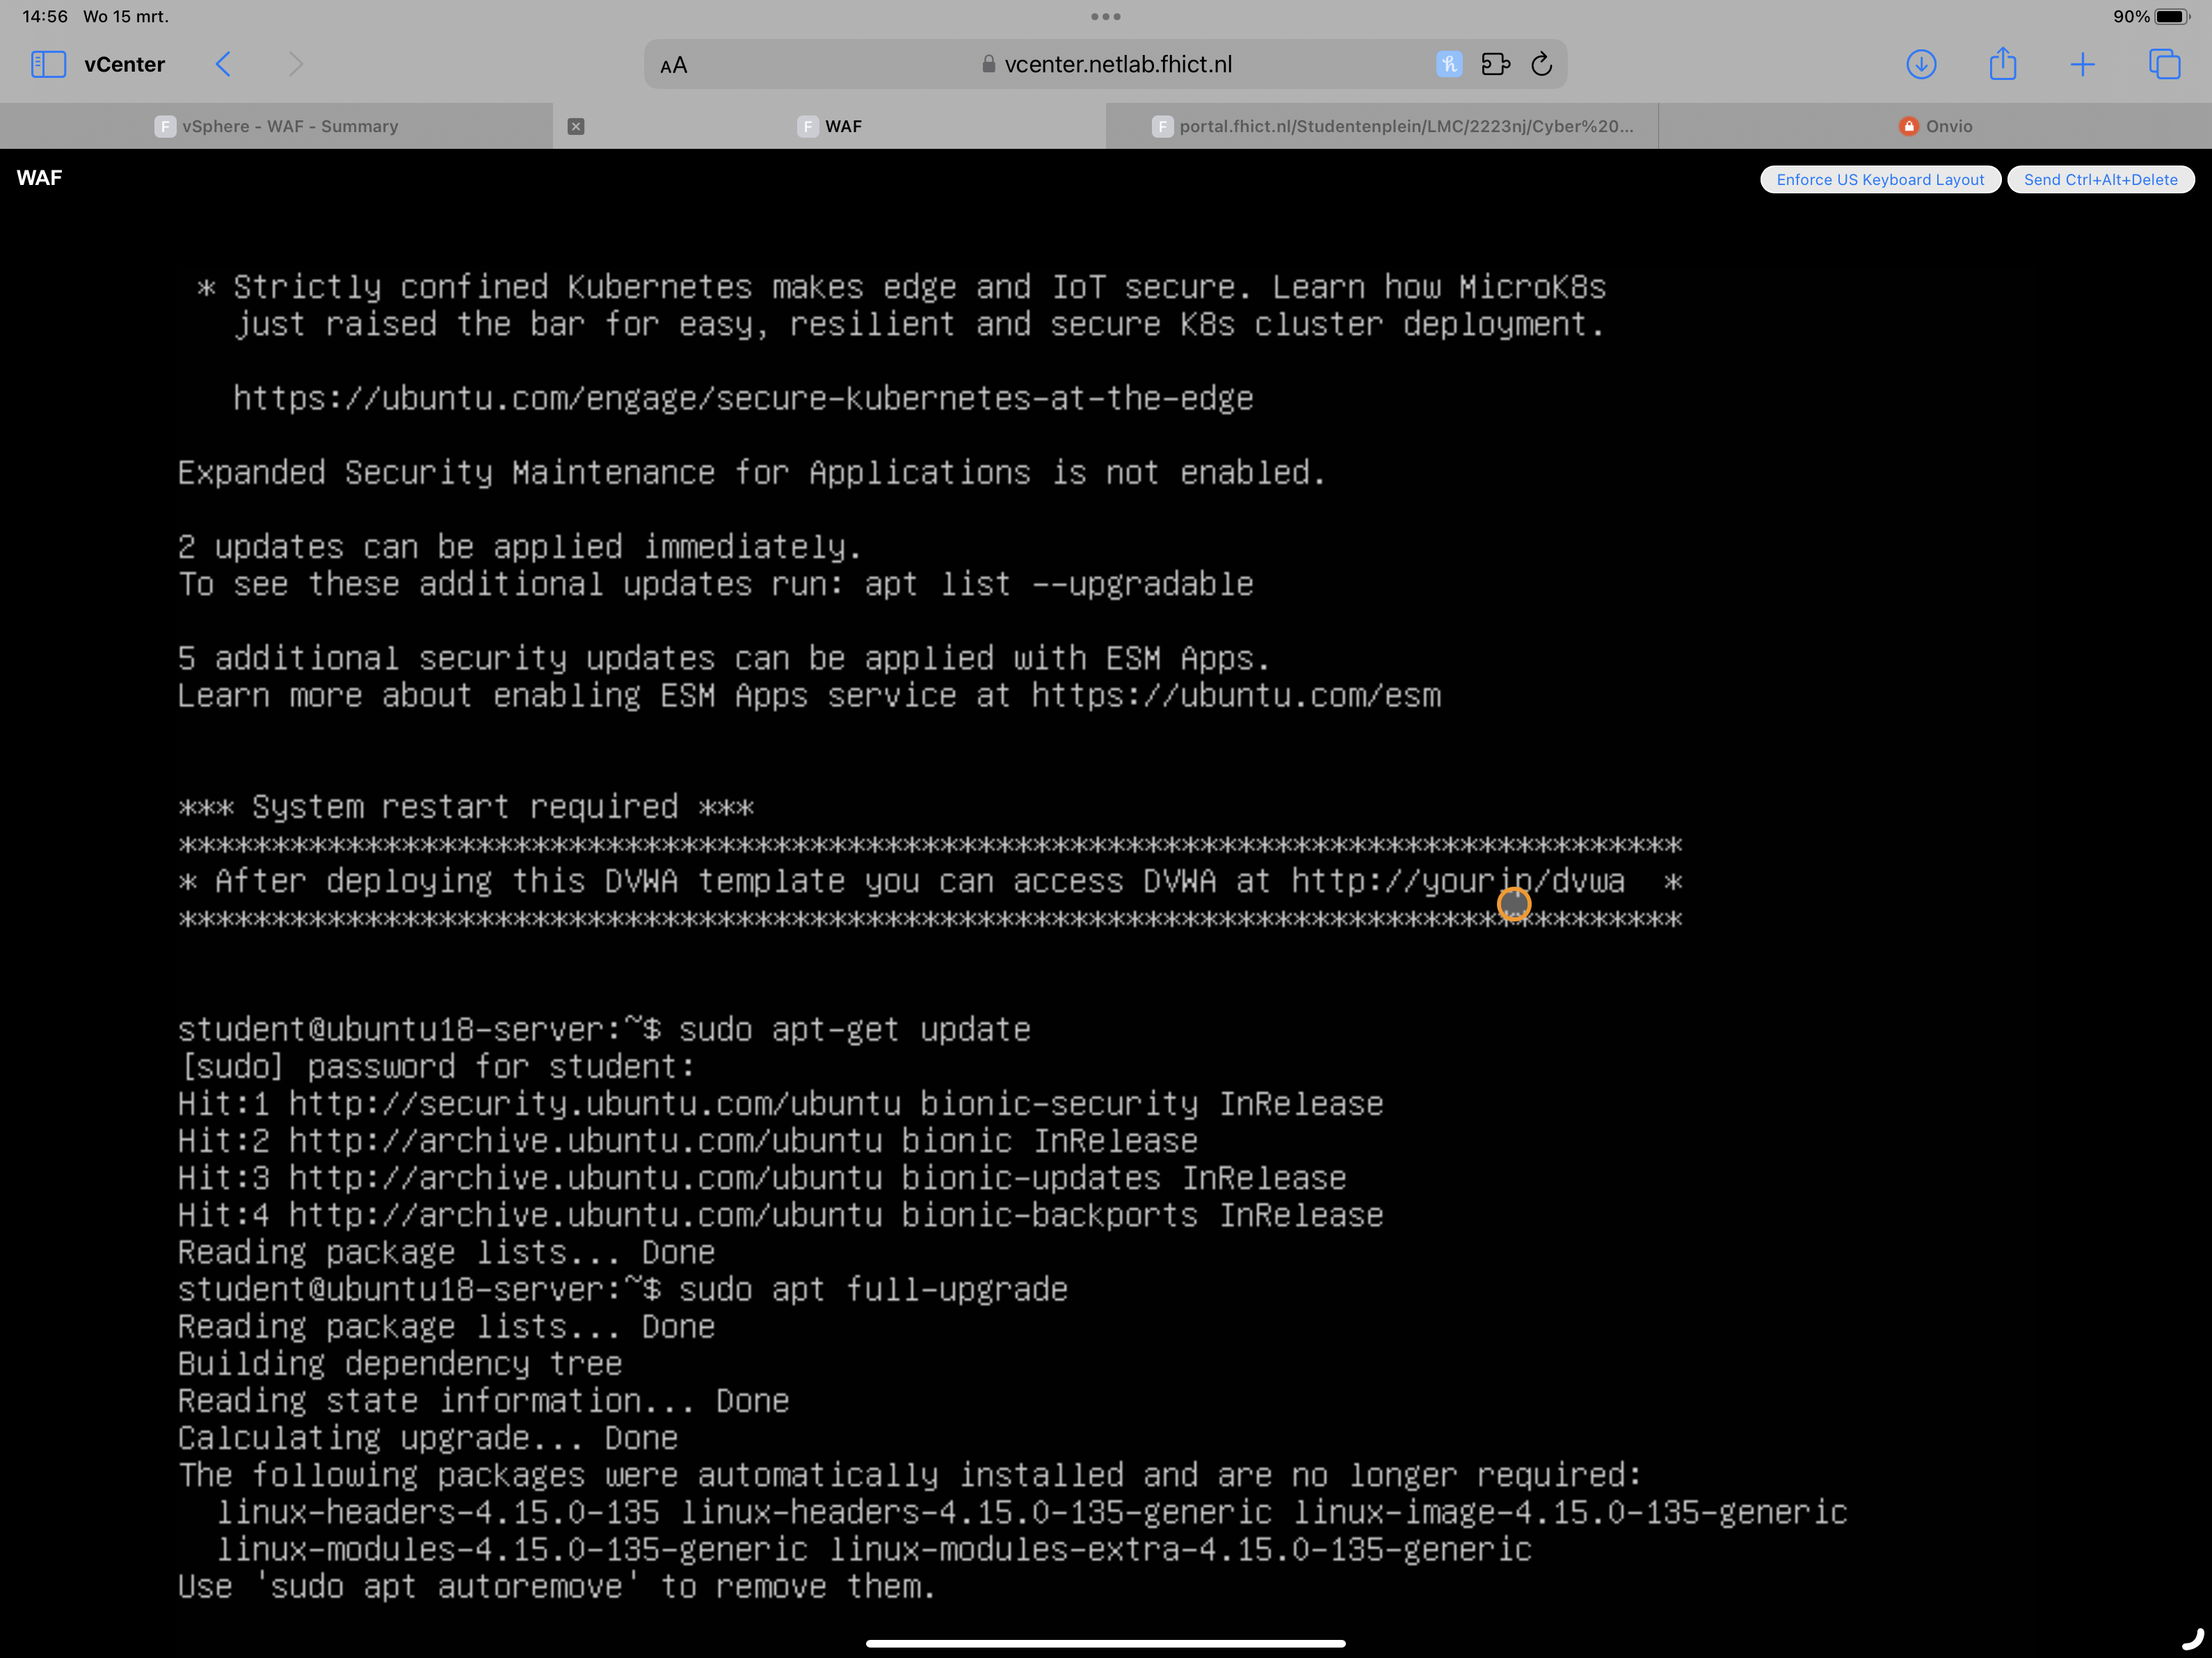 14:56 Wo 15 mrt.
90%
vCenter
AA
vcenter.netlab.fhict.nl
F vSphere - WAF - Summary
F WAF
F portal.fhict.nl/Studentenplein/LMC/2223nj/Cyber%20...
Onvio
WAF
Enforce US Keyboard Layout
Send Ctrl+Alt+Delete
* Strictly confined Kubernetes makes edge and IoT secure. Learn how MicroK8s
just raised the bar for easy, resilient and secure K8s cluster deployment.
https://ubuntu.com/engage/secure-kubernetes-at-the-edge
Expanded Security Maintenance for Applications is not enabled.
2 updates can be applied immediately.
To see these additional updates run: apt list --upgradable
5 additional security updates can be applied with ESM Apps.
Learn more about enabling ESM Apps service at https://ubuntu.com/esm
*** System restart required ***
*********************************************************************************
* After deploying this DVWA template you can access DVWA at http://yourip/dvwa  *
*********************************************************************************
student@ubuntu18-server:~$ sudo apt-get update
[sudo] password for student:
Hit:1 http://security.ubuntu.com/ubuntu bionic-security InRelease
Hit:2 http://archive.ubuntu.com/ubuntu bionic InRelease
Hit:3 http://archive.ubuntu.com/ubuntu bionic-updates InRelease
Hit:4 http://archive.ubuntu.com/ubuntu bionic-backports InRelease
Reading package lists... Done
student@ubuntu18-server:~$ sudo apt full-upgrade
Reading package lists... Done
Building dependency tree
Reading state information... Done
Calculating upgrade... Done
The following packages were automatically installed and are no longer required:
linux-headers-4.15.0-135 linux-headers-4.15.0-135-generic linux-image-4.15.0-135-generic
linux-modules-4.15.0-135-generic linux-modules-extra-4.15.0-135-generic
Use 'sudo apt autoremove' to remove them.